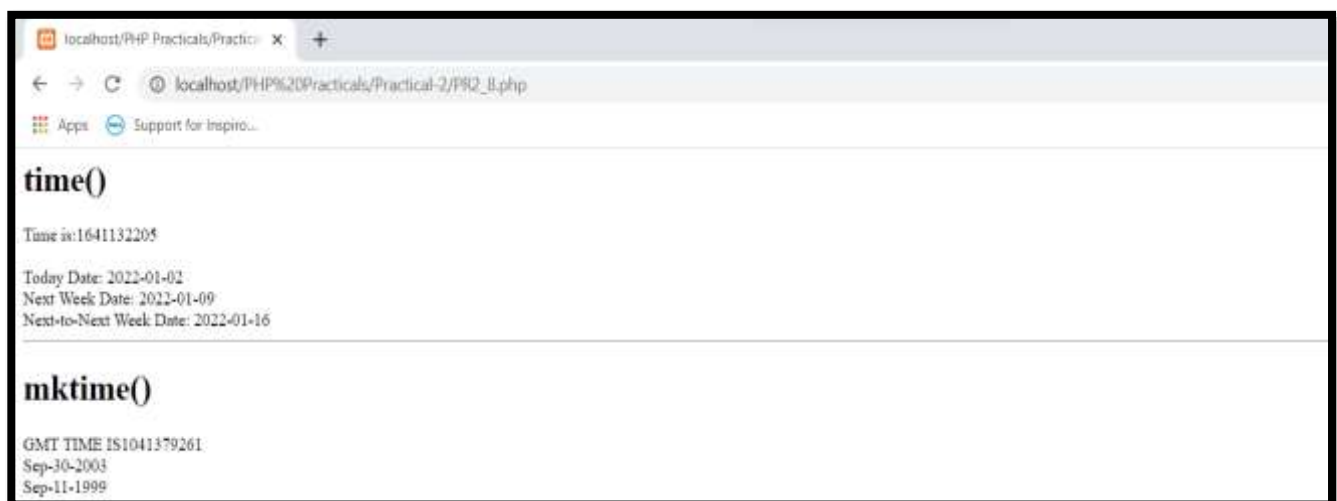 localhost/PHP Practicals/Practic
localhost/PHP%20Practicals/Practical-2/PR2_B.php
Apps Support for Inspiro...
time()
Time is:1641132205
Today Date: 2022-01-02
Next Week Date: 2022-01-09
Next-to-Next Week Date: 2022-01-16
mktime()
GMT TIME IS1041379261
Sep-30-2003
Sep-11-1999